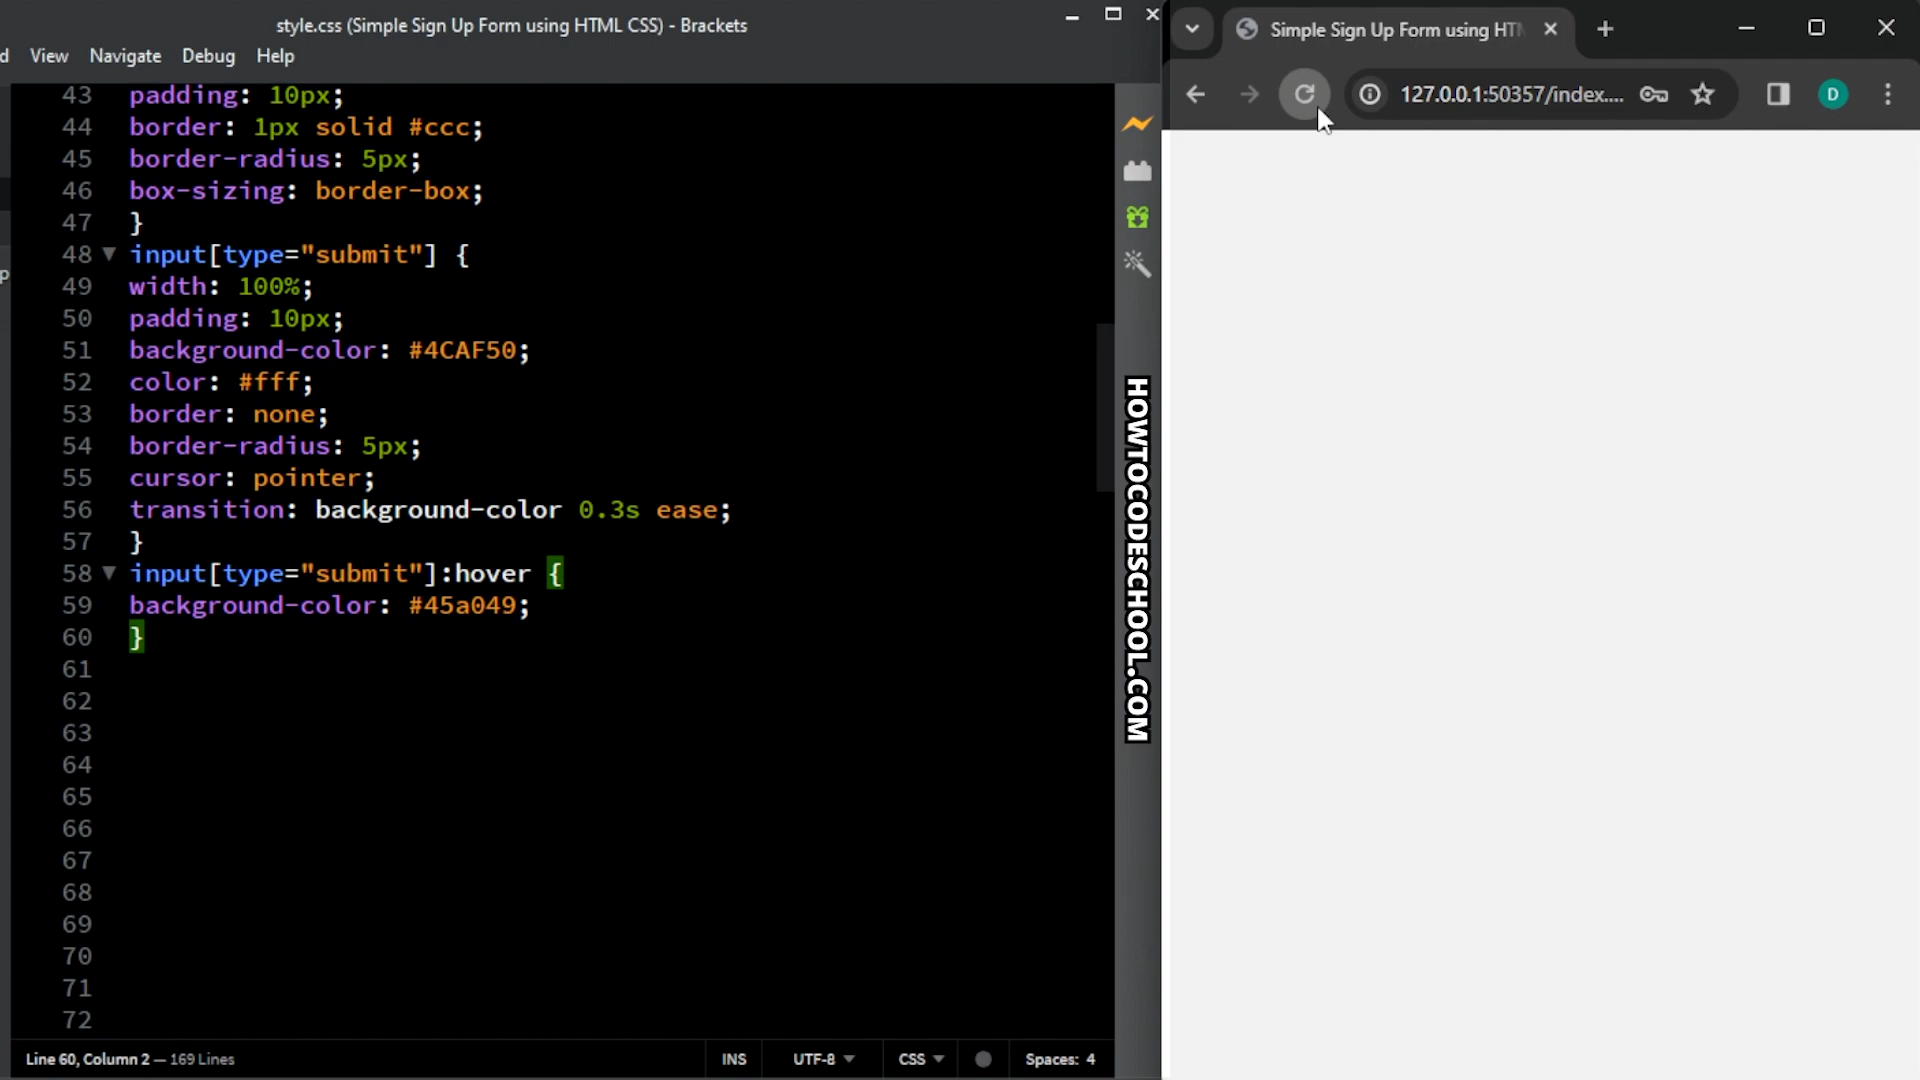 style.css (Simple Sign Up Form using HTML CSS) - Brackets
d View Navigate Debug Help
43 padding: 10px;
44 border: 1px solid #ccc;
45 border-radius: 5px;
46 box-sizing: border-box;
47 }
48 input[type="submit"] {
49 width: 100%;
50 padding: 10px;
51 background-color: #4CAF50;
52 color: #fff;
53 border: none;
54 border-radius: 5px;
55 cursor: pointer;
56 transition: background-color 0.3s ease;
57 }
58 input[type="submit"]:hover {
59 background-color: #45a049;
60 }
61
62
63
64
65
66
67
68
69
70
71
72
p
Line 60, Column 2 — 169 Lines
INS UTF-8 CSS Spaces: 4
HOWTOCODESCHOOL.COM
Simple Sign Up Form using HT
127.0.0.1:50357/index....
D